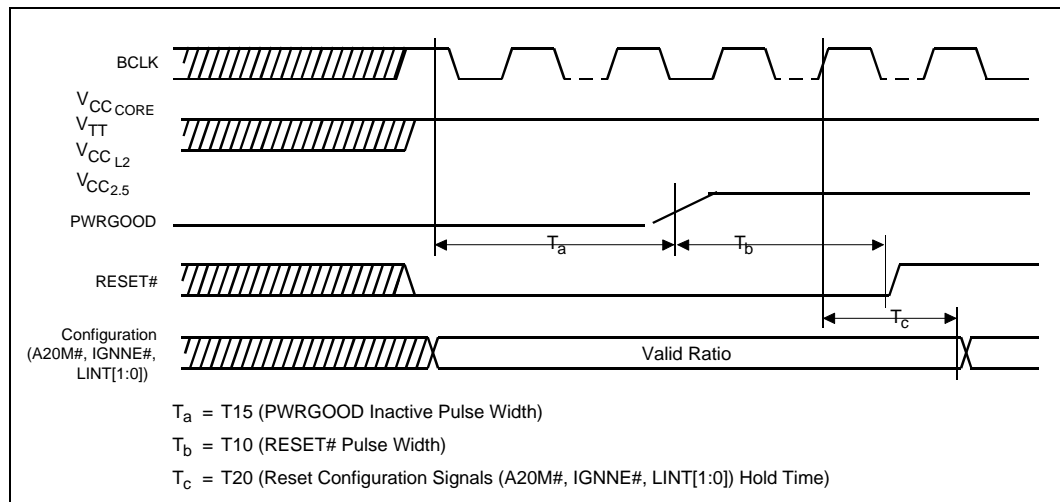 BCLK
VCC CORE
VTT
VCC L2
VCC2.5
PWRGOOD
Ta
Tb
RESET#
Tc
Configuration
(A20M#, IGNNE#,
LINT[1:0])
Valid Ratio
Ta = T15 (PWRGOOD Inactive Pulse Width)
Tb = T10 (RESET# Pulse Width)
Tc = T20 (Reset Configuration Signals (A20M#, IGNNE#, LINT[1:0]) Hold Time)